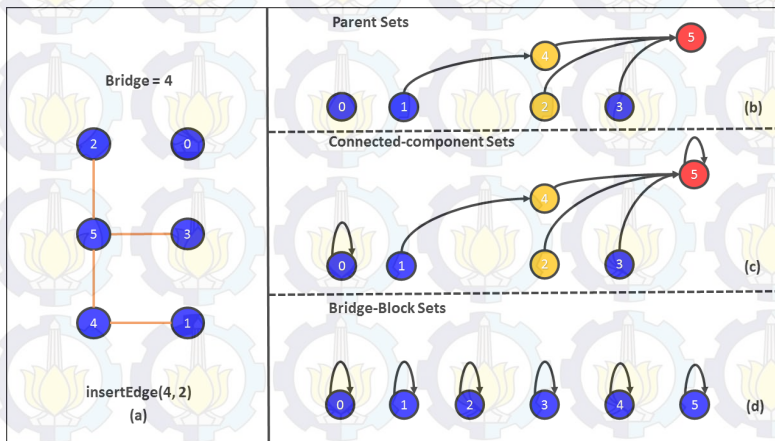 Bridge = 4
2
0
5
3
4
1
insertEdge(4, 2)
(a)
Parent Sets
5
4
0
1
2
3
(b)
Connected-component Sets
5
4
0
1
2
3
(c)
Bridge-Block Sets
0
1
2
3
4
5
(d)